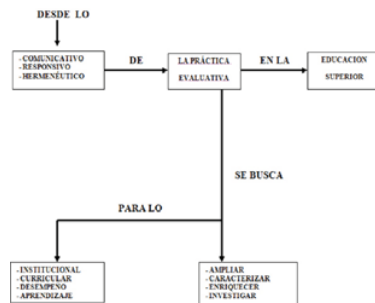 DESDE LO
- COMUNICATIVO
- RESPONSIVO
- HERMENÉUTICO
DE
LA PRÁCTICA
EVALUATIVA
EN LA
EDUCACIÓN
SUPERIOR
SE BUSCA
PARA LO
- INSTITUCIONAL
- CURRICULAR
- DESEMPEÑO
- APRENDIZAJE
- AMPLIAR
- CARACTERIZAR
- ENRIQUECER
- INVESTIGAR